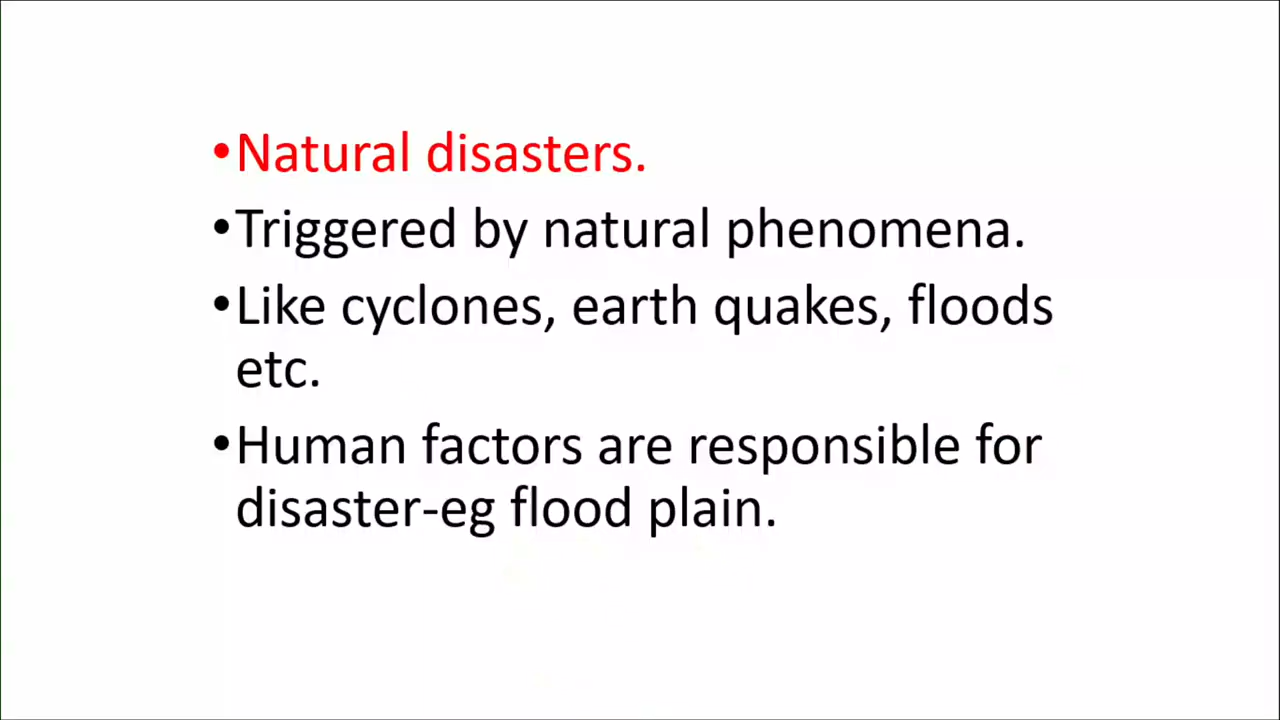 •Natural disasters.
•Triggered by natural phenomena.
•Like cyclones, earth quakes, floods
etc.
•Human factors are responsible for
disaster-eg flood plain.